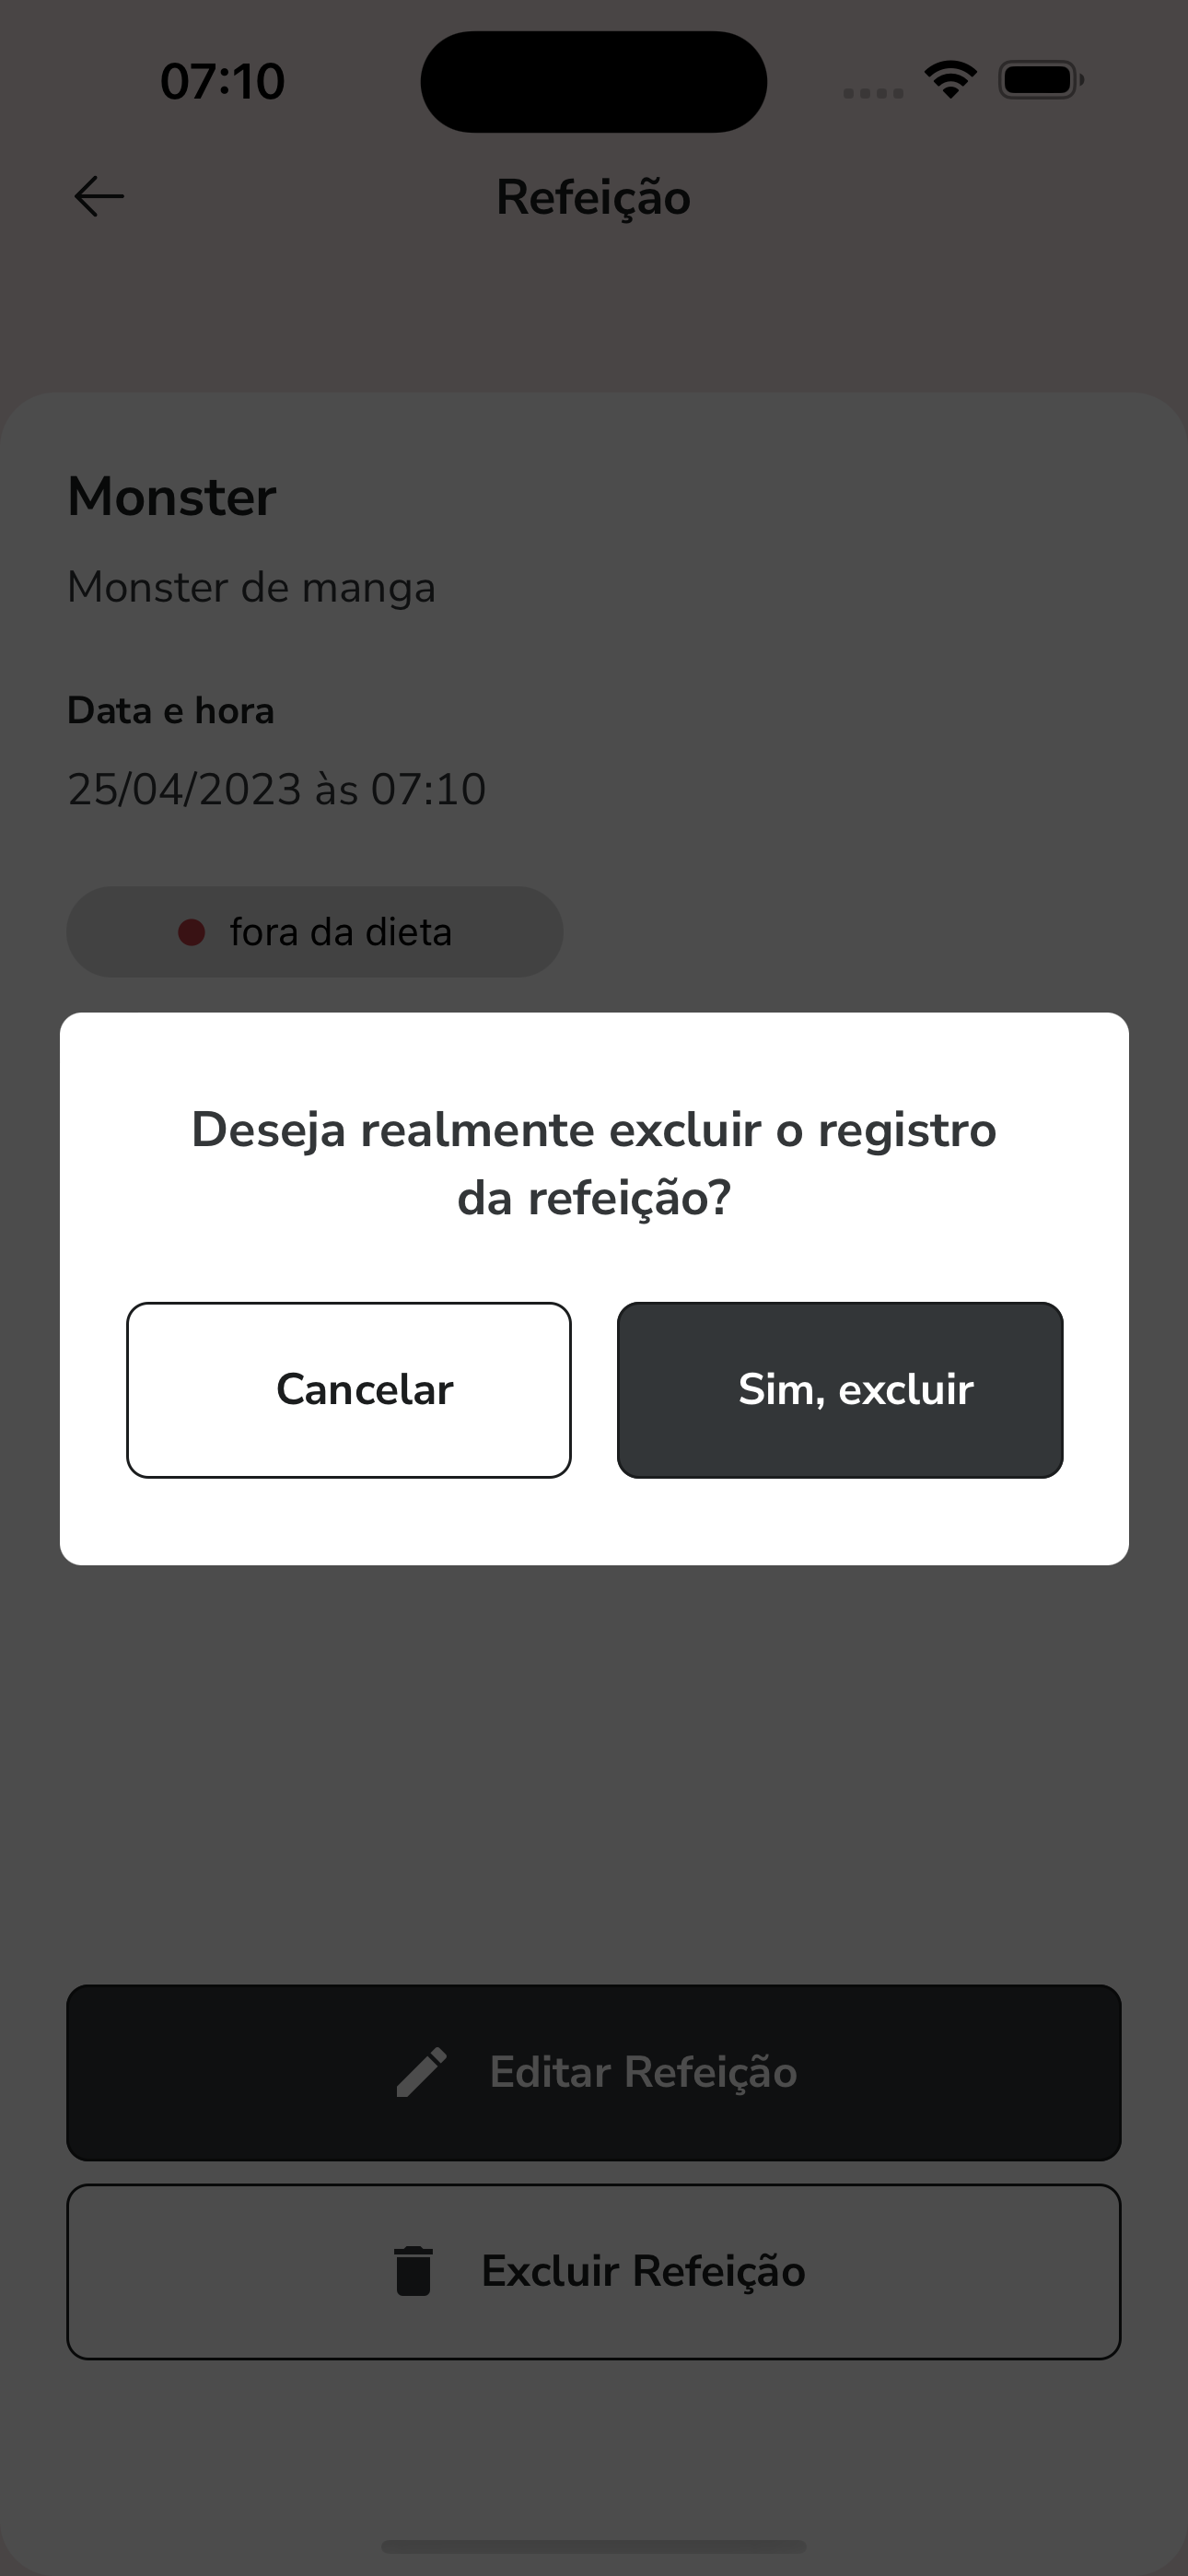 07:10
Refeição
Monster
Monster de manga
Data e hora
25/04/2023 às 07:10
fora da dieta
Deseja realmente excluir o registro
da refeição?
Cancelar
Sim, excluir
Editar Refeição
Excluir Refeição